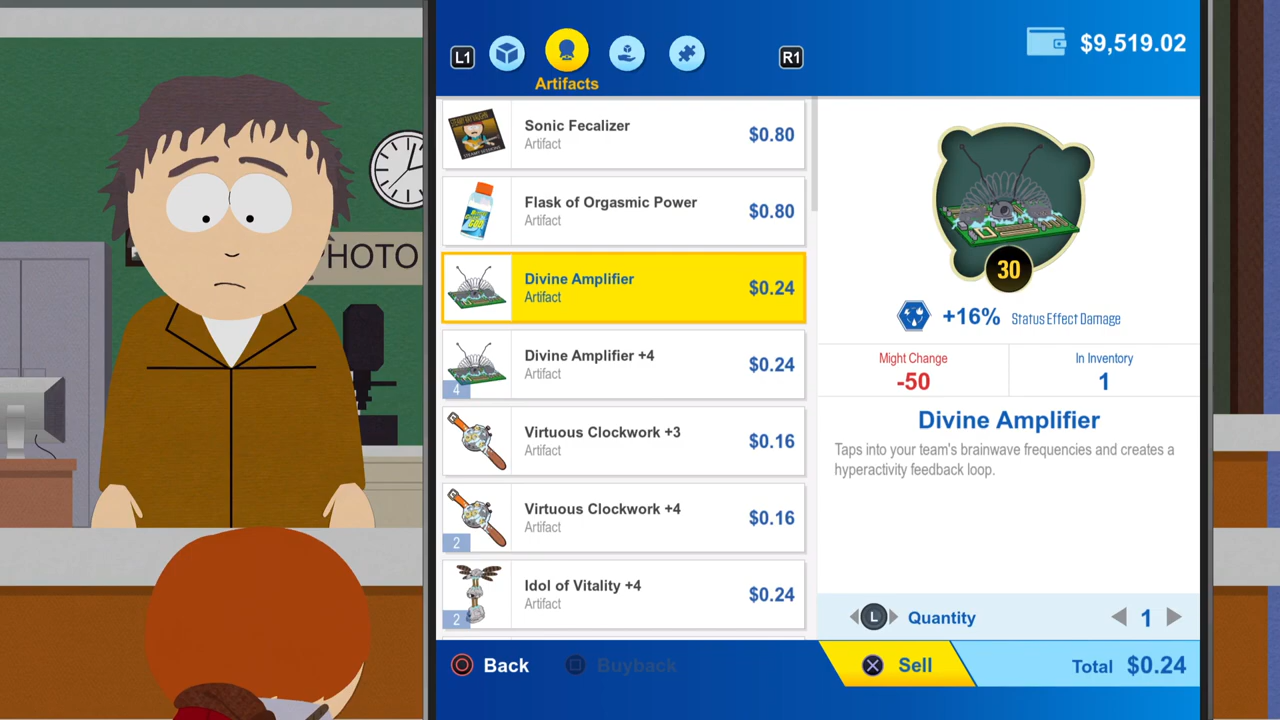 L1
R1
$9,519.02
Artifacts
Sonic Fecalizer
Artifact
$0.80
Flask of Orgasmic Power
Artifact
$0.80
Divine Amplifier
Artifact
$0.24
Divine Amplifier +4
Artifact
$0.24
4
Virtuous Clockwork +3
Artifact
$0.16
Virtuous Clockwork +4
Artifact
$0.16
2
Idol of Vitality +4
Artifact
$0.24
2
30
+16% Status Effect Damage
Might Change
-50
In Inventory
1
Divine Amplifier
Taps into your team's brainwave frequencies and creates a
hyperactivity feedback loop.
L Quantity 1
Back
Buyback
Sell
Total $0.24
PHOTO